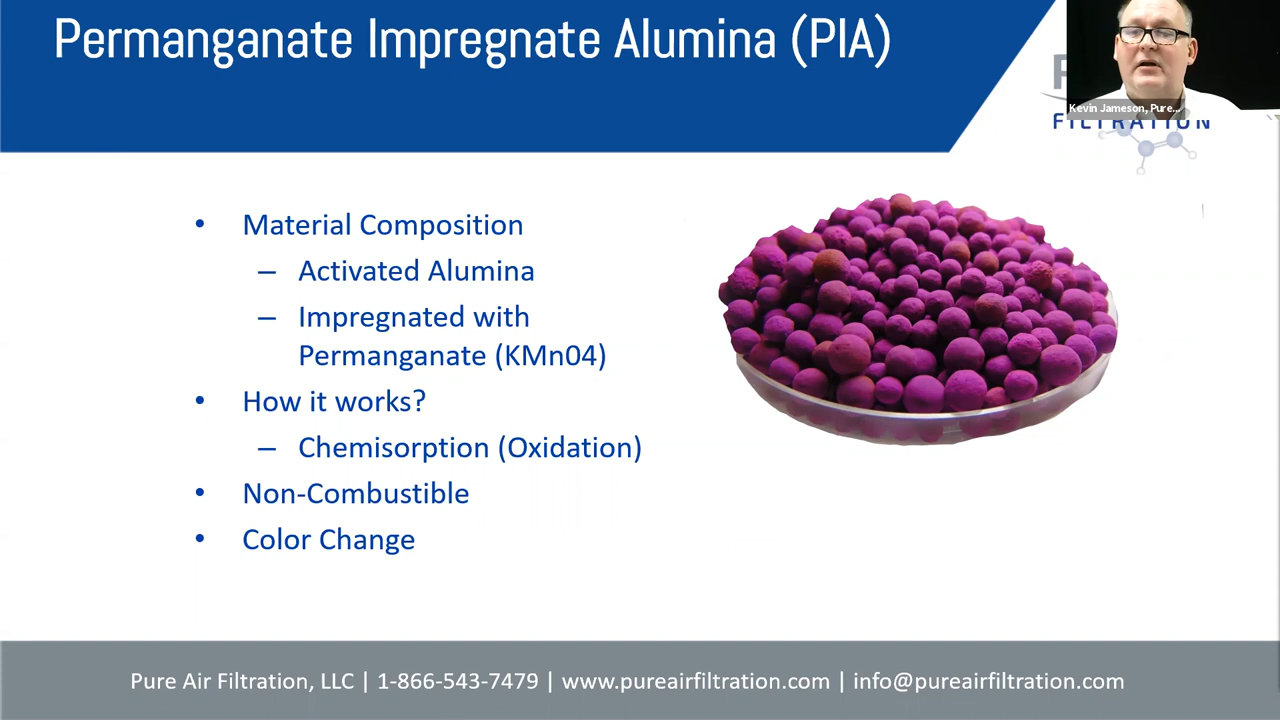 Permanganate Impregnate Alumina (PIA)
Kevin Jameson, Pure...
FILTRATION
• Material Composition
– Activated Alumina
– Impregnated with
Permanganate (KMn04)
• How it works?
– Chemisorption (Oxidation)
• Non-Combustible
• Color Change
Pure Air Filtration, LLC | 1-866-543-7479 | www.pureairfiltration.com | info@pureairfiltration.com